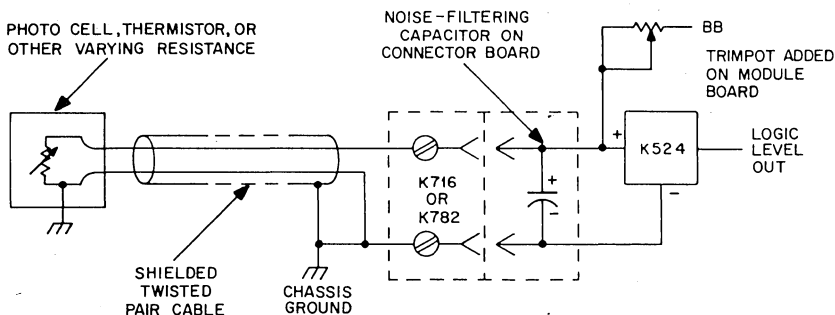 PHOTO CELL, THERMISTOR, OR
OTHER VARYING RESISTANCE
NOISE-FILTERING
CAPACITOR ON
CONNECTOR BOARD
BB
TRIMPOT ADDED
ON MODULE
BOARD
+
K524
LOGIC
LEVEL
OUT
-
K716
OR
K782
+
-
SHIELDED
TWISTED
PAIR CABLE
CHASSIS
GROUND